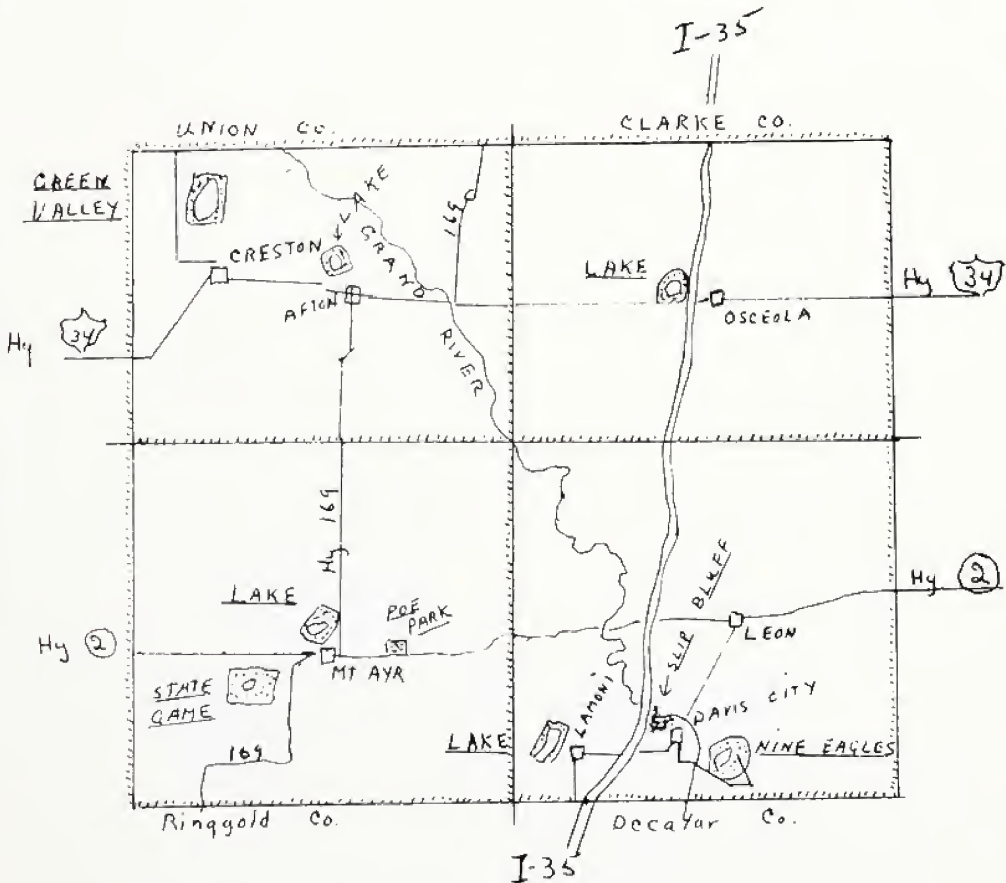 I-35
UNION CO.
CLARKE CO.
GREEN
VALLEY
LAKE
CRESTON
GRAND
RIVER
169
LAKE
Hy 34
AFTON
OSCEOLA
Hy 34
Hy 169
BLUFF
SLIP
Hy 2
LAKE
POE
PARK
LEON
Hy 2
MT AYR
STATE
GAME
LAMONI
DAVIS CITY
LAKE
NINE EAGLES
169
Ringgold Co.
Decatur Co.
I-35